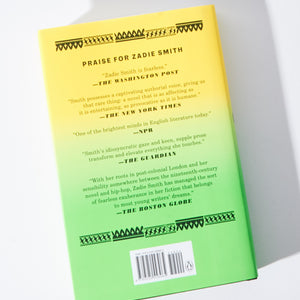 PRAISE FOR ZADIE SMITH
"Zadie Smith is fearless."
—THE WASHINGTON POST
"Smith possesses a captivating authorial voice, giving us
that rare thing: a novel that is as affecting as
it is entertaining, as provocative as it is humane."
—THE NEW YORK TIMES
"One of the brightest minds in English literature today."
—NPR
"Smith's idiosyncratic gaze and keen, supple prose
transform and elevate everything she touches."
—THE GUARDIAN
"With her roots in post-colonial London and her
sensibility somewhere between the nineteenth-century
novel and hip-hop, Zadie Smith has managed the sort
of fearless exuberance in her fiction that belongs
to most young writers' dreams."
—THE BOSTON GLOBE